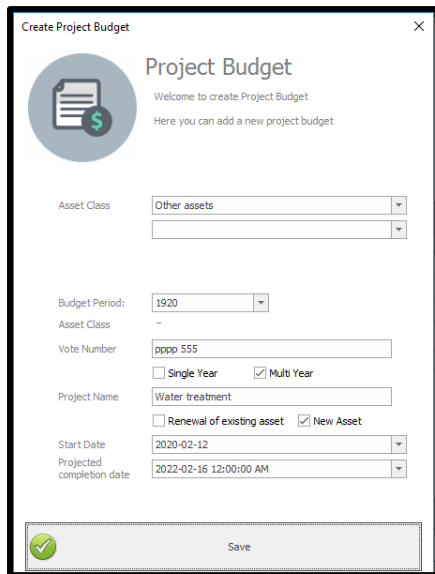 Create Project Budget
Project Budget
Welcome to create Project Budget
Here you can add a new project budget
$
Asset Class Other assets
Budget Period: 1920
Asset Class -
Vote Number pppp 555
Single Year Multi Year
Project Name Water treatment
Renewal of existing asset New Asset
Start Date 2020-02-12
Projected
completion date 2022-02-16 12:00:00 AM
Save